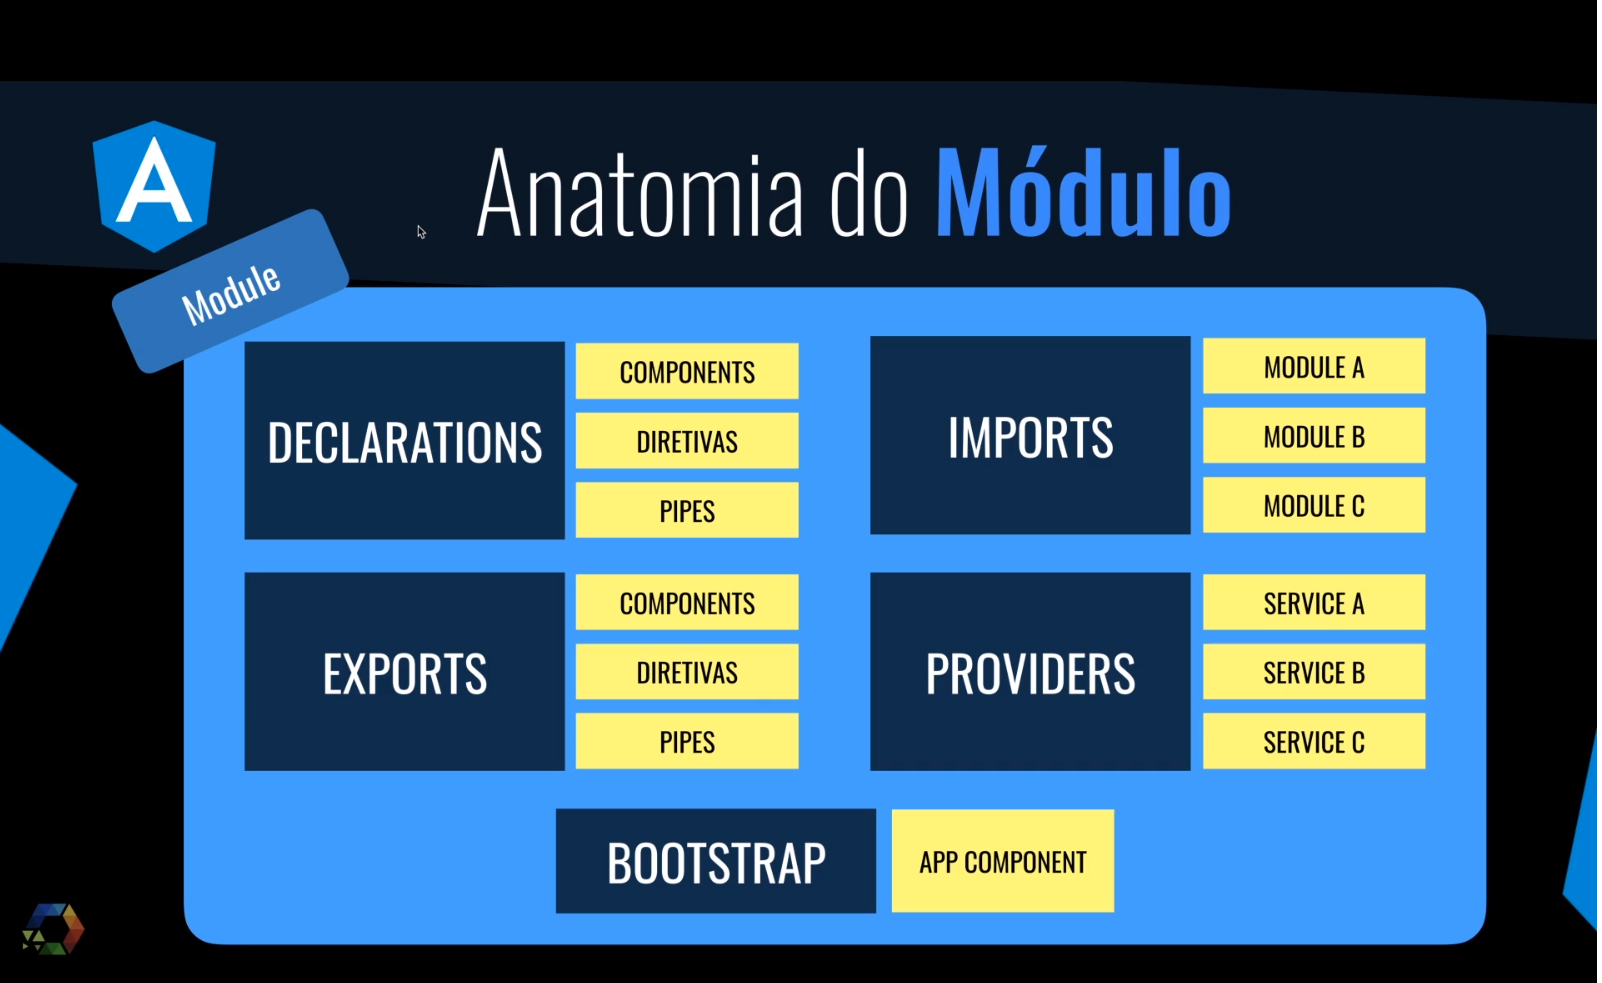 A
Anatomia do Módulo
Module
DECLARATIONS
COMPONENTS
DIRETIVAS
PIPES
IMPORTS
MODULE A
MODULE B
MODULE C
EXPORTS
COMPONENTS
DIRETIVAS
PIPES
PROVIDERS
SERVICE A
SERVICE B
SERVICE C
BOOTSTRAP
APP COMPONENT